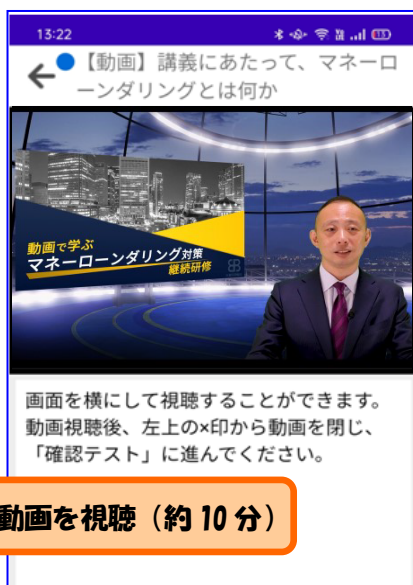 13:22
【動画】講義にあたって、マネーロ
ーンダリングとは何か
動画で学ぶ
マネーローンダリング対策
継続研修
画面を横にして視聴することができます。
動画視聴後、左上の×印から動画を閉じ、
「確認テスト」に進んでください。
動画を視聴（約10分）